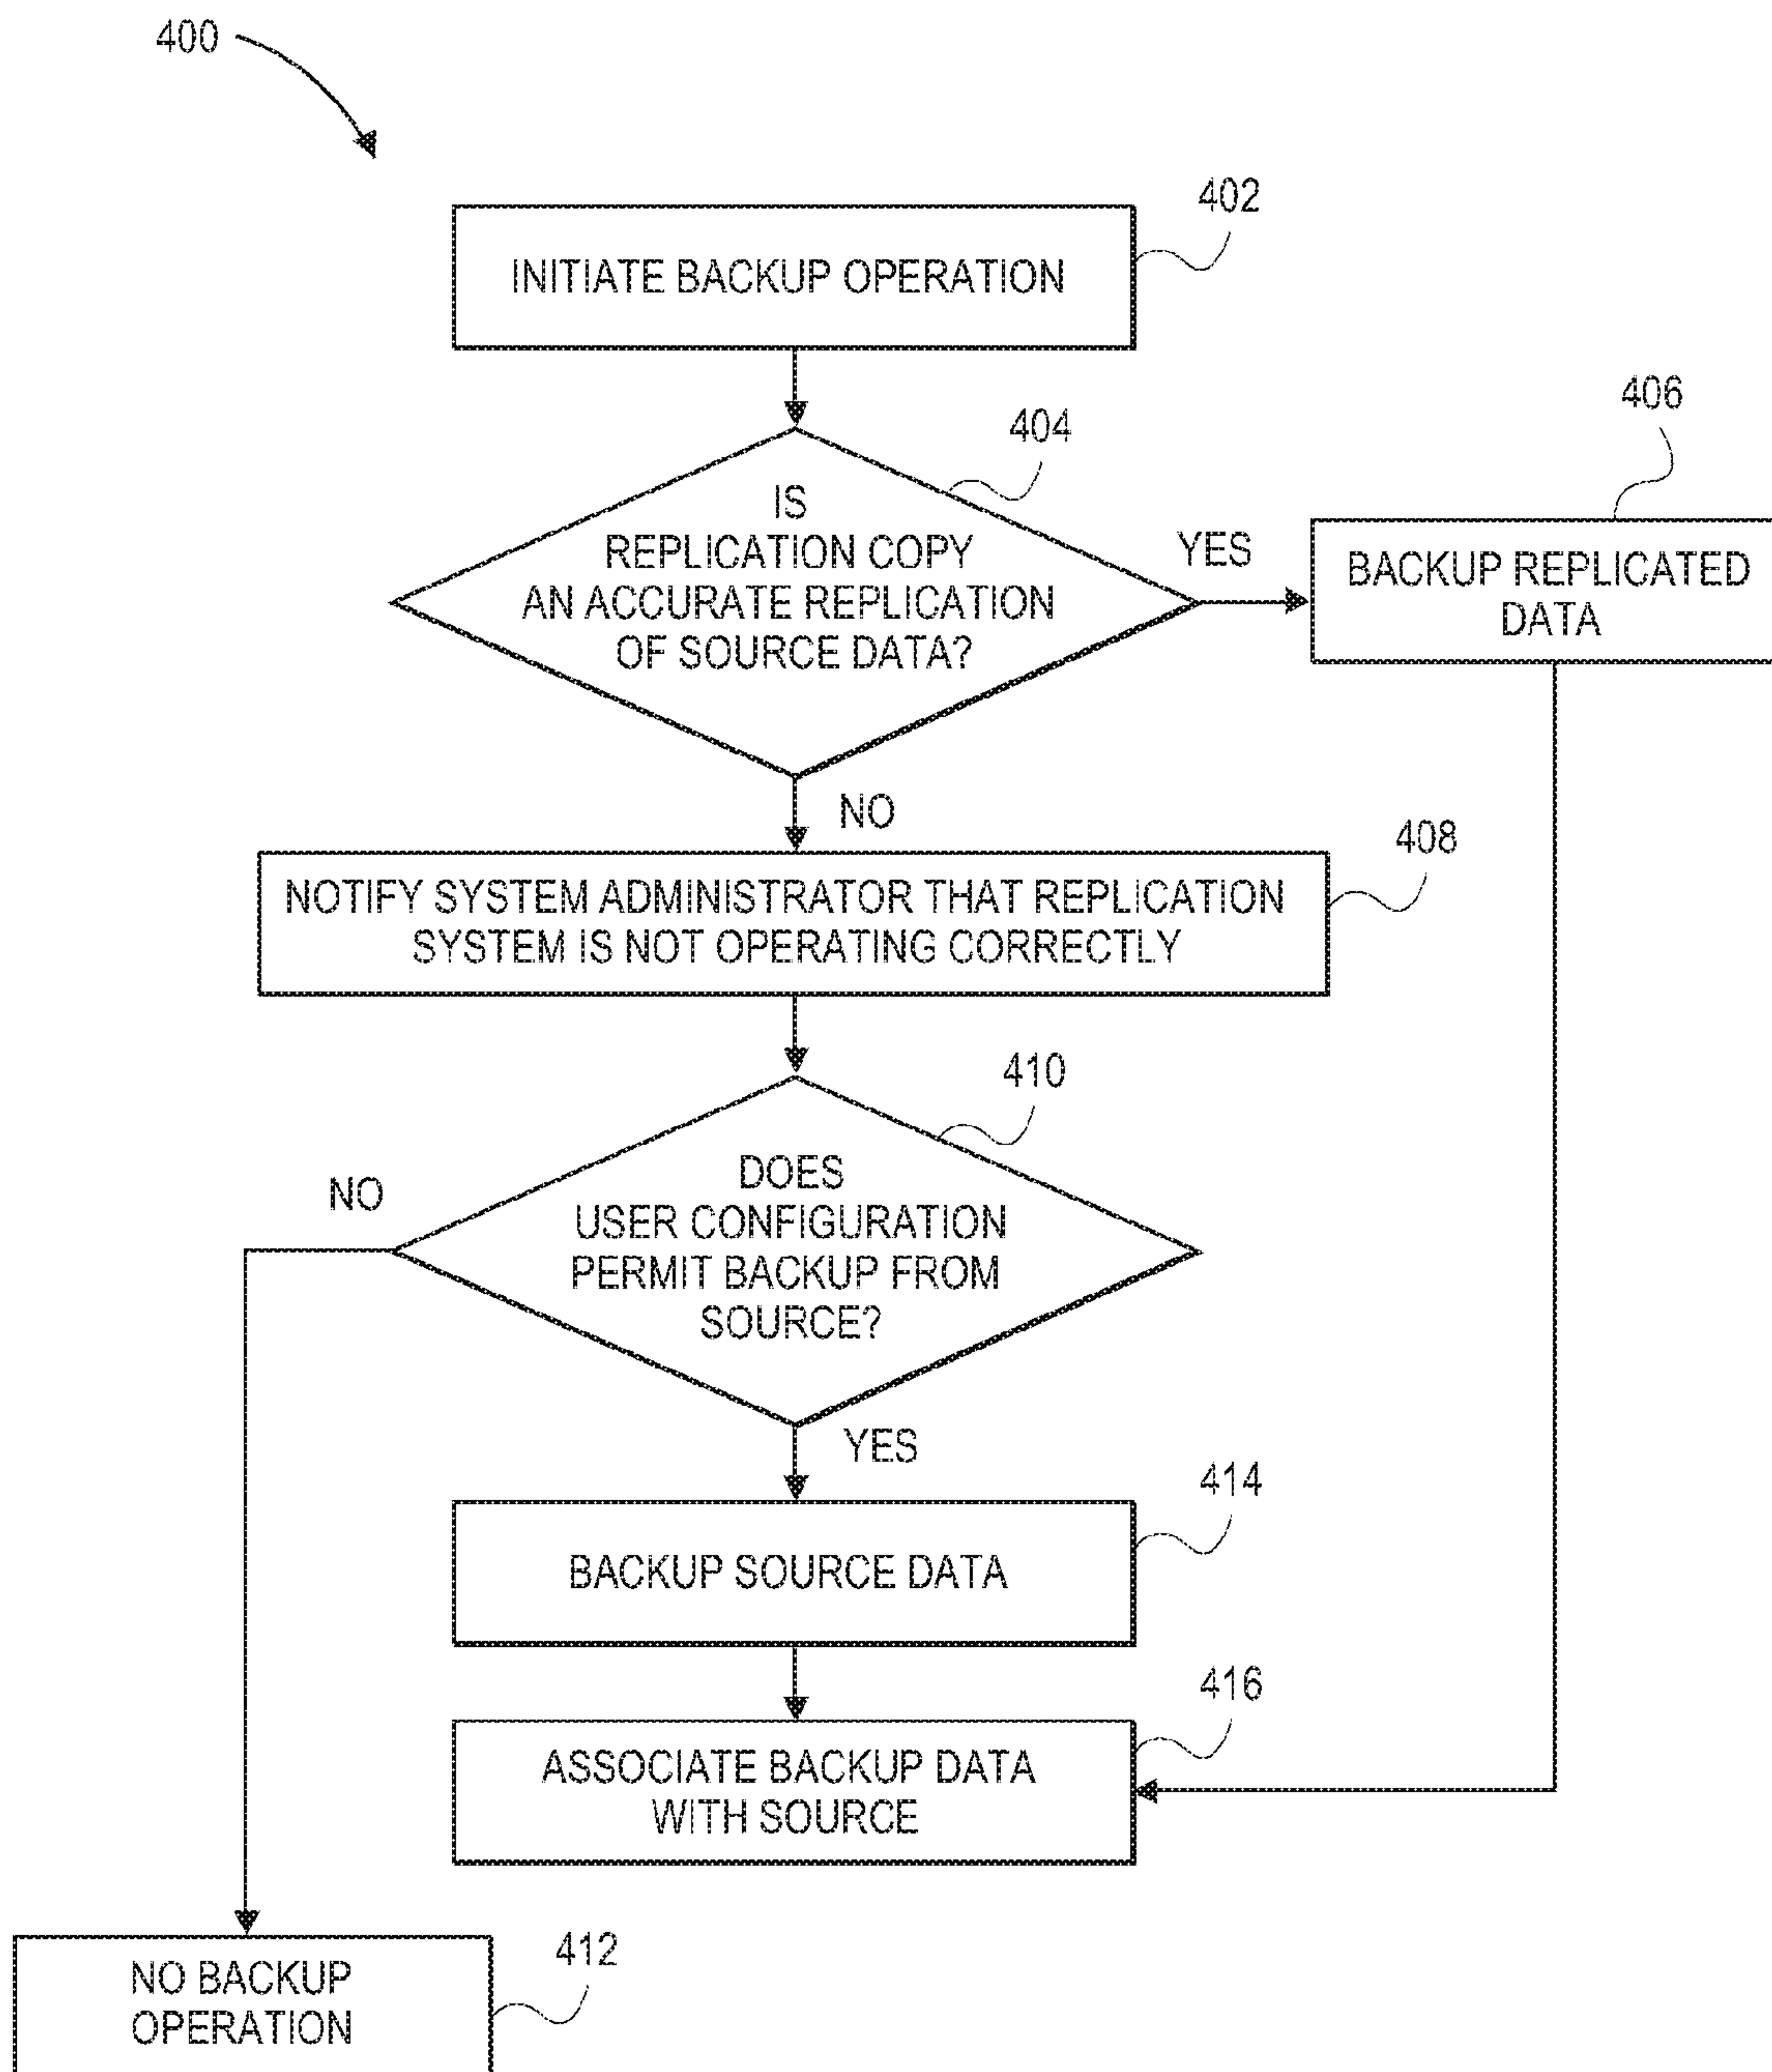 400
402
INITIATE BACKUP OPERATION
404
406
IS
REPLICATION COPY
AN ACCURATE REPLICATION
OF SOURCE DATA?
YES
BACKUP REPLICATED
DATA
NO
408
NOTIFY SYSTEM ADMINISTRATOR THAT REPLICATION
SYSTEM IS NOT OPERATING CORRECTLY
410
DOES
USER CONFIGURATION
PERMIT BACKUP FROM
SOURCE?
NO
YES
414
BACKUP SOURCE DATA
416
ASSOCIATE BACKUP DATA
WITH SOURCE
412
NO BACKUP
OPERATION